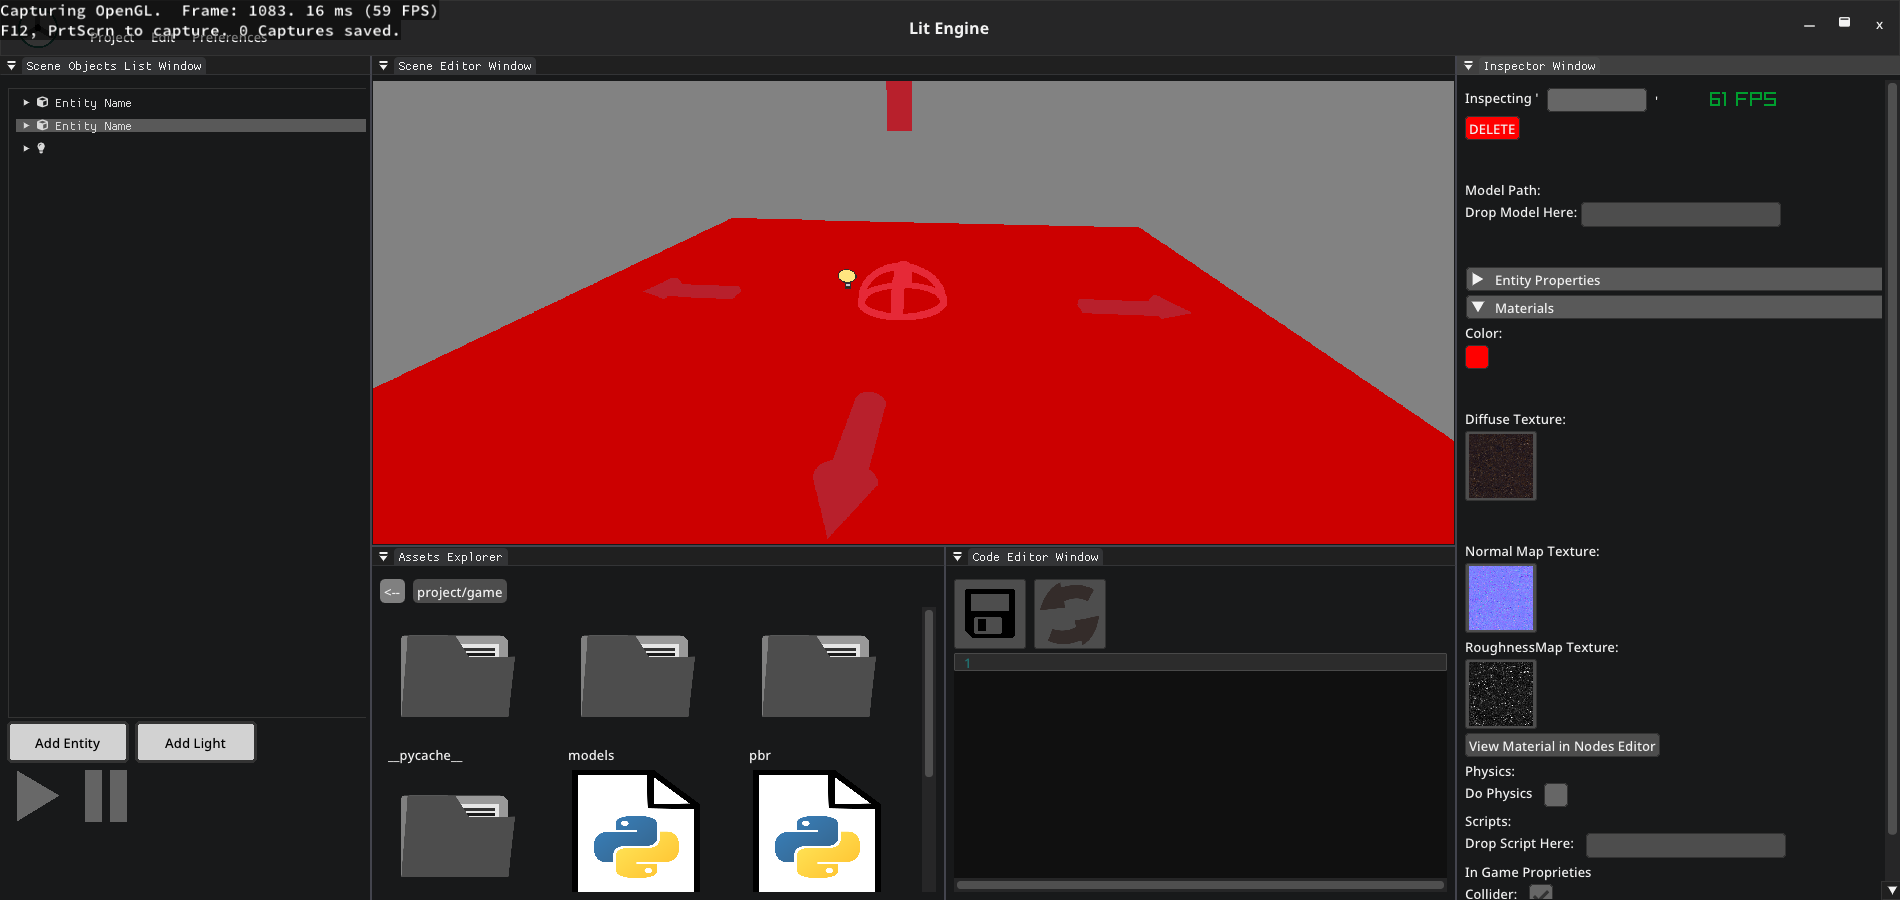 Capturing OpenGL.  Frame: 1083. 16 ms (59 FPS)
F12, PrtScrn to capture. 0 Captures saved.
Project Edit Preferences
Lit Engine
x
Scene Objects List Window
Entity Name
Entity Name
Add Entity
Add Light
Scene Editor Window
Assets Explorer
<--
project/game
__pycache__
models
pbr
Code Editor Window
1
Inspector Window
Inspecting ' '
61 FPS
DELETE
Model Path:
Drop Model Here:
Entity Properties
Materials
Color:
Diffuse Texture:
Normal Map Texture:
RoughnessMap Texture:
View Material in Nodes Editor
Physics:
Do Physics
Scripts:
Drop Script Here:
In Game Proprieties
Collider: